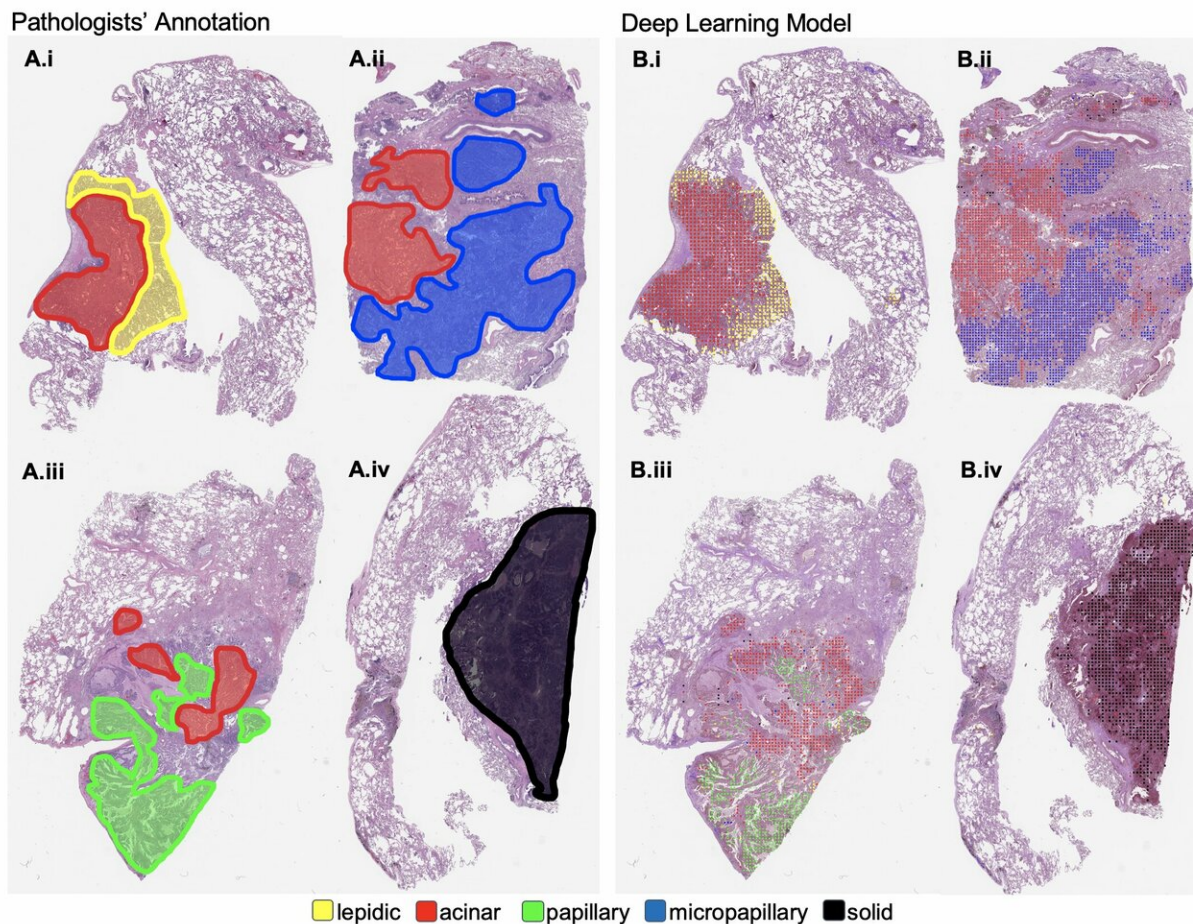 Pathologists’ Annotation
Deep Learning Model
A.i
A.ii
B.i
B.ii
A.iii
A.iv
B.iii
B.iv
lepidic acinar papillary micropapillary solid